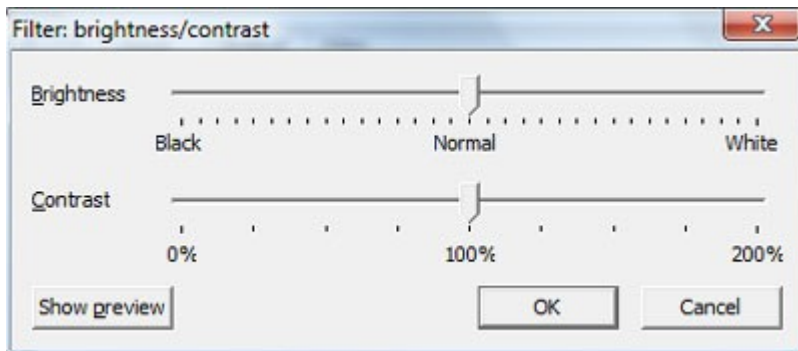 Filter: brightness/contrast
Brightness
Black Normal White
Contrast
0% 100% 200%
Show preview OK Cancel